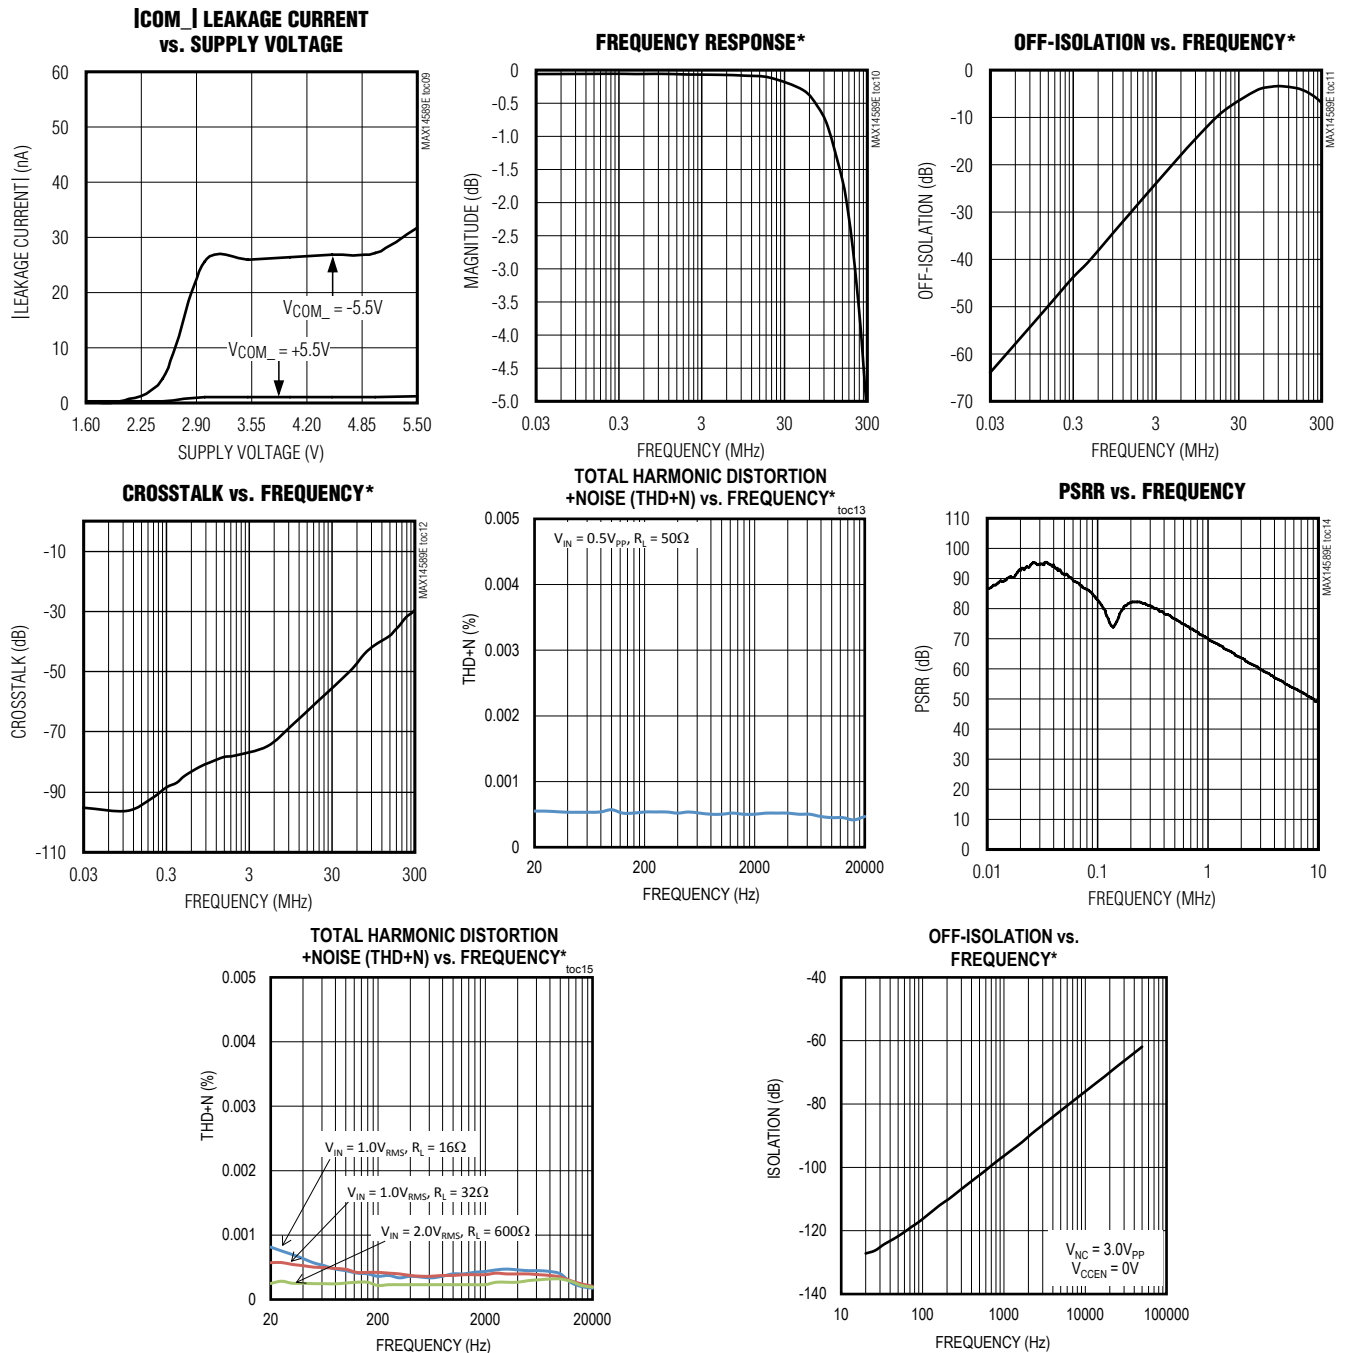 |COM_| LEAKAGE CURRENT
vs. SUPPLY VOLTAGE
MAX14589E toc09
|LEAKAGE CURRENT| (nA)
60
50
40
30
20
10
0
VCOM_ = -5.5V
VCOM_ = +5.5V
1.60 2.25 2.90 3.55 4.20 4.85 5.50
SUPPLY VOLTAGE (V)
FREQUENCY RESPONSE*
MAX14589E toc10
MAGNITUDE (dB)
0
-0.5
-1.0
-1.5
-2.0
-2.5
-3.0
-3.5
-4.0
-4.5
-5.0
0.03 0.3 3 30 300
FREQUENCY (MHz)
OFF-ISOLATION vs. FREQUENCY*
MAX14589E toc11
OFF-ISOLATION (dB)
0
-10
-20
-30
-40
-50
-60
-70
0.03 0.3 3 30 300
FREQUENCY (MHz)
CROSSTALK vs. FREQUENCY*
MAX14589E toc12
CROSSTALK (dB)
-10
-30
-50
-70
-90
-110
0.03 0.3 3 30 300
FREQUENCY (MHz)
TOTAL HARMONIC DISTORTION
+NOISE (THD+N) vs. FREQUENCY*
toc13
THD+N (%)
0.005
0.004
0.003
0.002
0.001
0
VIN = 0.5VPP, RL = 50Ω
20 200 2000 20000
FREQUENCY (Hz)
PSRR vs. FREQUENCY
MAX14589E toc14
PSRR (dB)
110
100
90
80
70
60
50
40
30
20
10
0
0.01 0.1 1 10
FREQUENCY (MHz)
TOTAL HARMONIC DISTORTION
+NOISE (THD+N) vs. FREQUENCY*
toc15
THD+N (%)
0.005
0.004
0.003
0.002
0.001
0
VIN = 1.0VRMS, RL = 16Ω
VIN = 1.0VRMS, RL = 32Ω
VIN = 2.0VRMS, RL = 600Ω
20 200 2000 20000
FREQUENCY (Hz)
OFF-ISOLATION vs.
FREQUENCY*
ISOLATION (dB)
-40
-60
-80
-100
-120
-140
VNC = 3.0VPP
VCCEN = 0V
10 100 1000 10000 100000
FREQUENCY (Hz)